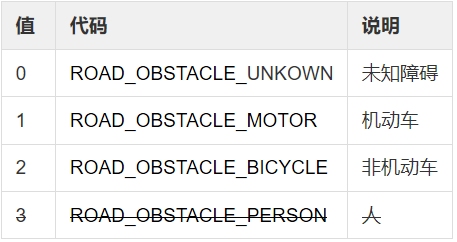 值 代码 说明
0 ROAD_OBSTACLE_UNKOWN 未知障碍
1 ROAD_OBSTACLE_MOTOR 机动车
2 ROAD_OBSTACLE_BICYCLE 非机动车
3 ROAD_OBSTACLE_PERSON 人